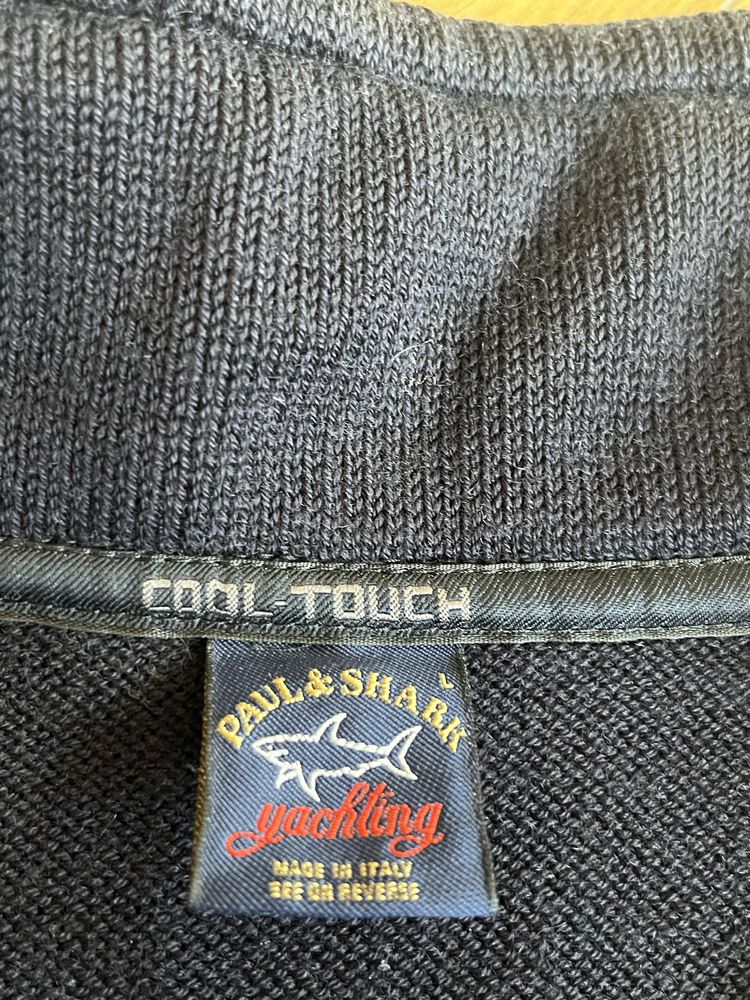 COOL-TOUCH
L
PAUL & SHARK
yachting
MADE IN ITALY
SEE ON REVERSE